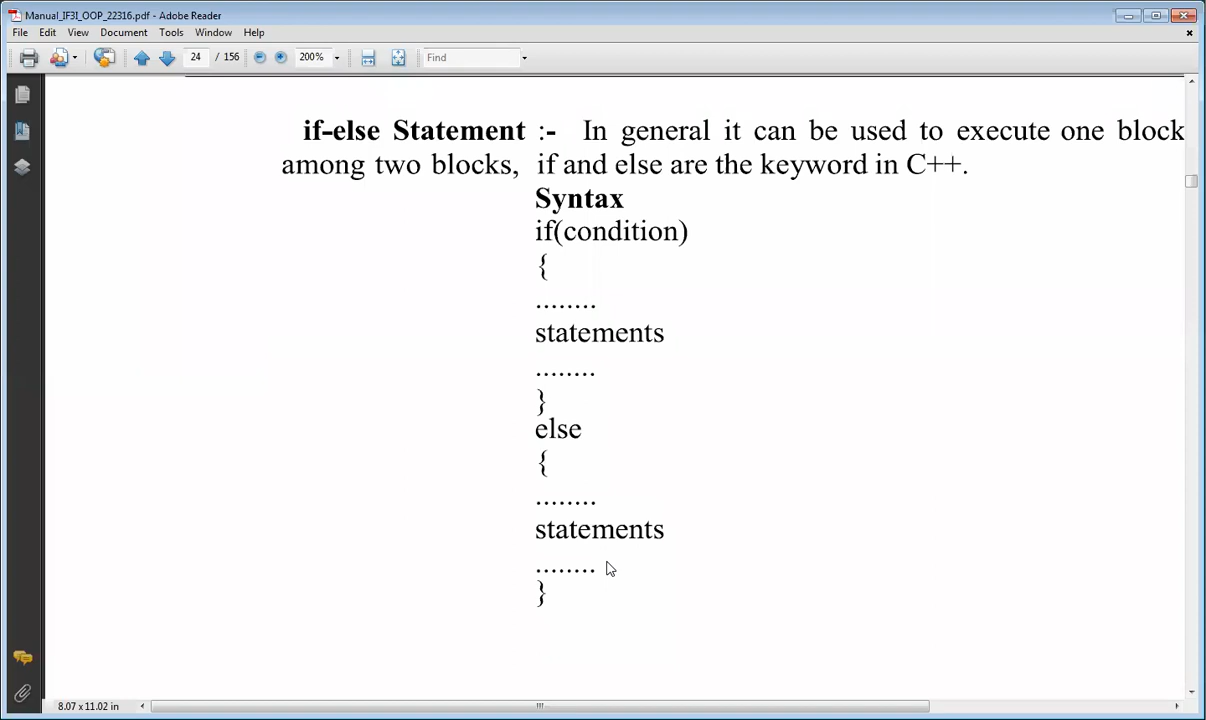 Manual_IF3I_OOP_22316.pdf - Adobe Reader
File Edit View Document Tools Window Help
24 / 156 200% Find
if-else Statement :- In general it can be used to execute one block
among two blocks, if and else are the keyword in C++.
Syntax
if(condition)
{
........
statements
........
}
else
{
........
statements
........
}
8.07 x 11.02 in